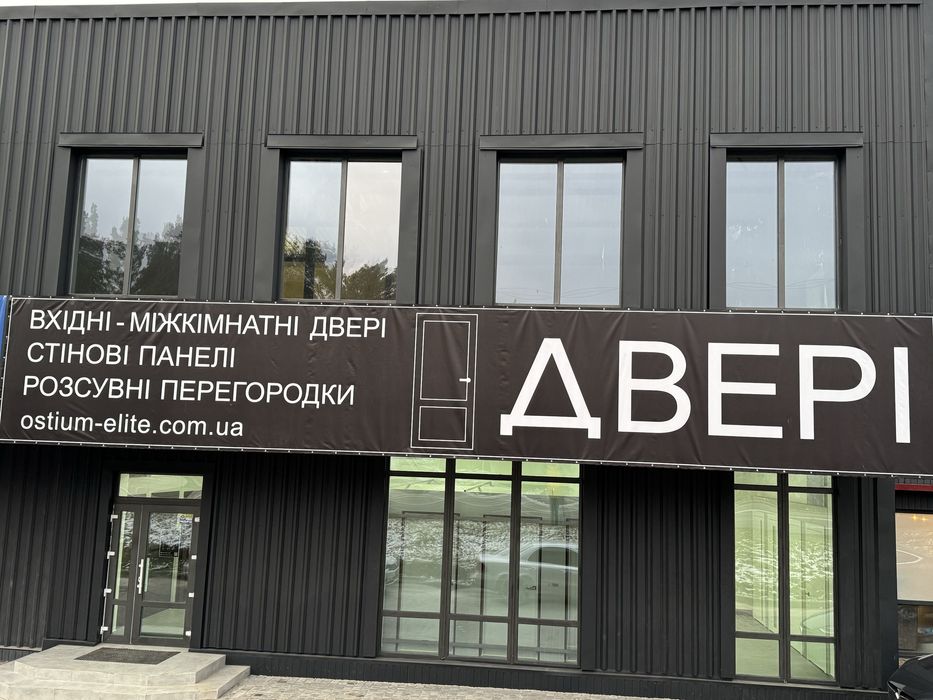 ВХІДНІ - МІЖКІМНАТНІ ДВЕРІ
СТІНОВІ ПАНЕЛІ
РОЗСУВНІ ПЕРЕГОРОДКИ
ostium-elite.com.ua
ДВЕРІ